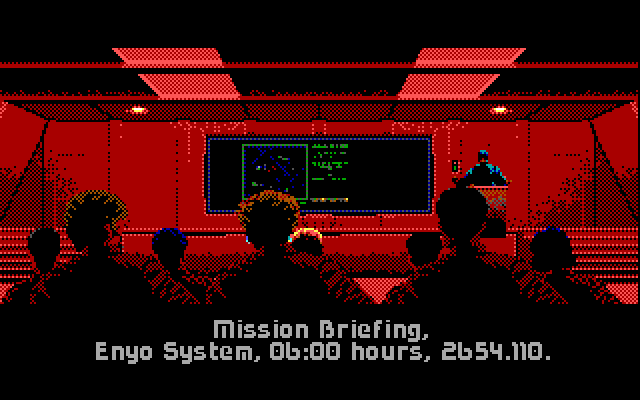 Mission Briefing,
Enyo System, 06:00 hours, 2654.110.